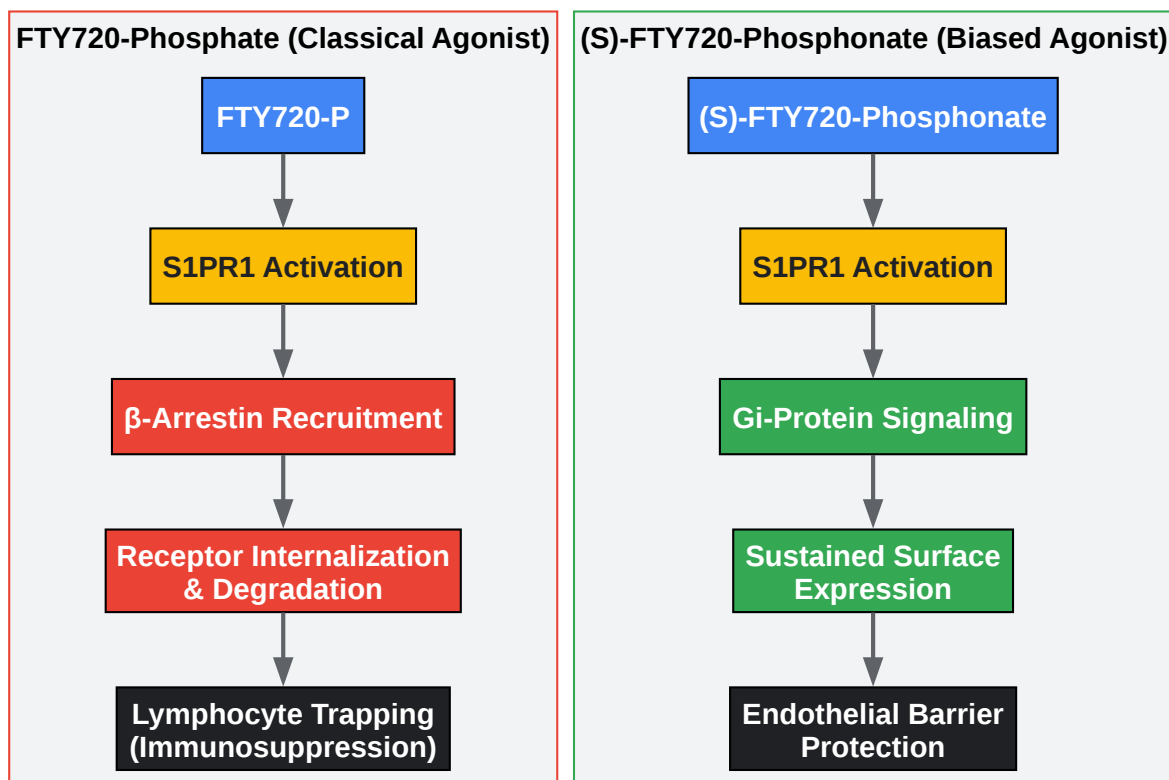 FTY720-Phosphate (Classical Agonist)
FTY720-P
S1PR1 Activation
β-Arrestin Recruitment
Receptor Internalization
& Degradation
Lymphocyte Trapping
(Immunosuppression)
(S)-FTY720-Phosphonate (Biased Agonist)
(S)-FTY720-Phosphonate
S1PR1 Activation
Gi-Protein Signaling
Sustained Surface
Expression
Endothelial Barrier
Protection